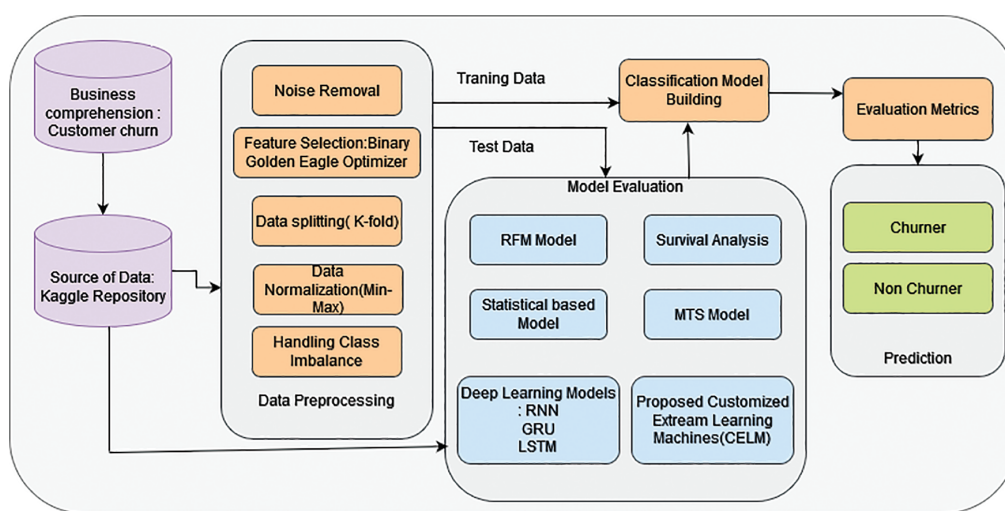 Business
comprehension :
Customer churn
Source of Data:
Kaggle Repository
Noise Removal
Feature Selection:Binary
Golden Eagle Optimizer
Data splitting( K-fold)
Data
Normalization(Min-
Max)
Handling Class
Imbalance
Data Preprocessing
Traning Data
Test Data
Classification Model
Building
Evaluation Metrics
Model Evaluation
RFM Model
Survival Analysis
Statistical based
Model
MTS Model
Deep Learning Models
: RNN
GRU
LSTM
Proposed Customized
Extream Learning
Machines(CELM)
Churner
Non Churner
Prediction